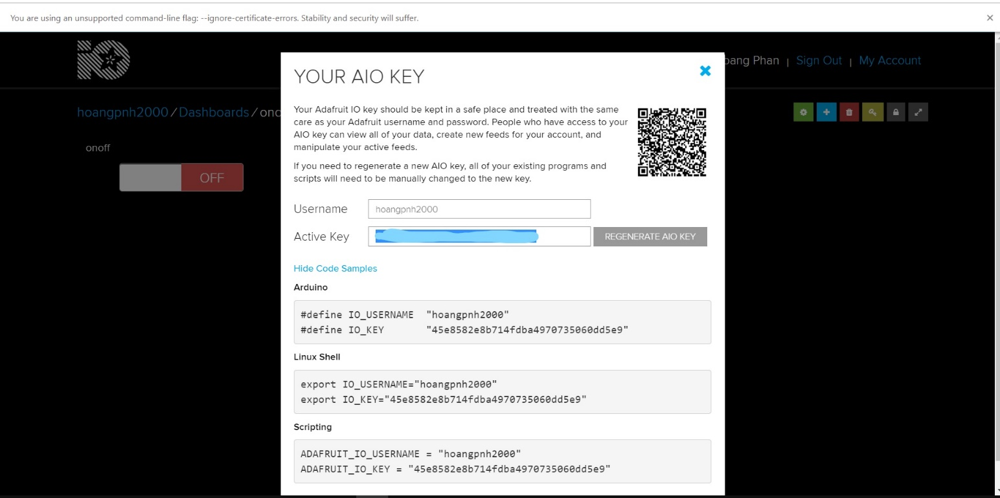 You are using an unsupported command-line flag: --ignore-certificate-errors. Stability and security will suffer.
oang Phan | Sign Out | My Account
YOUR AIO KEY
hoangpnh2000 / Dashboards / ono
Your Adafruit IO key should be kept in a safe place and treated with the same
care as your Adafruit username and password. People who have access to your
AIO key can view all of your data, create new feeds for your account, and
manipulate your active feeds.
If you need to regenerate a new AIO key, all of your existing programs and
scripts will need to be manually changed to the new key.
onoff
OFF
Username hoangpnh2000
Active Key REGENERATE AIO KEY
Hide Code Samples
Arduino
#define IO_USERNAME "hoangpnh2000"
#define IO_KEY "45e8582e8b714fdba4970735060dd5e9"
Linux Shell
export IO_USERNAME="hoangpnh2000"
export IO_KEY="45e8582e8b714fdba4970735060dd5e9"
Scripting
ADAFRUIT_IO_USERNAME = "hoangpnh2000"
ADAFRUIT_IO_KEY = "45e8582e8b714fdba4970735060dd5e9"